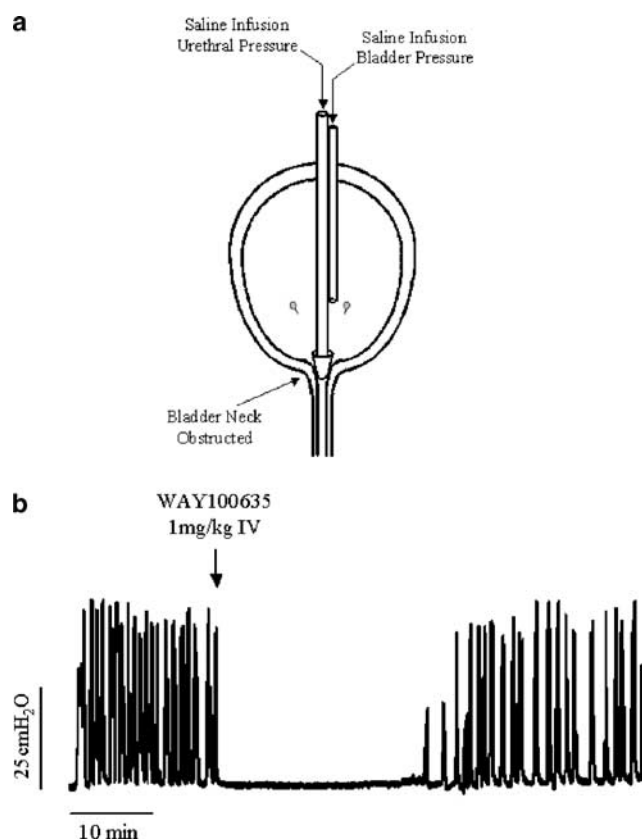 a
Saline Infusion
Urethral Pressure
Saline Infusion
Bladder Pressure
Bladder Neck
Obstructed
b
WAY100635
1mg/kg IV
25 cmH₂O
10 min